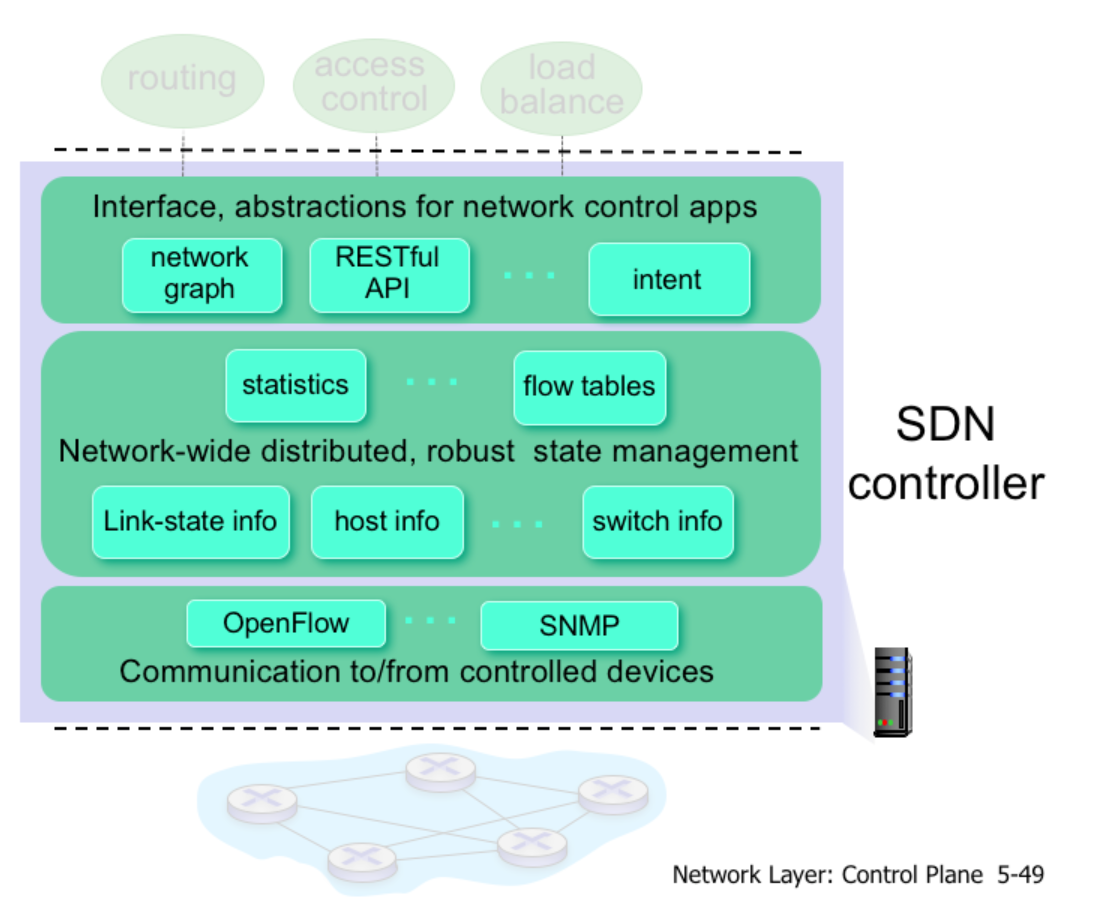 routing
access
control
load
balance
Interface, abstractions for network control apps
network
graph
RESTful
API
. . .
intent
statistics
. . .
flow tables
Network-wide distributed, robust  state management
Link-state info
host info
. . .
switch info
OpenFlow
. . .
SNMP
Communication to/from controlled devices
SDN
controller
Network Layer: Control Plane  5-49